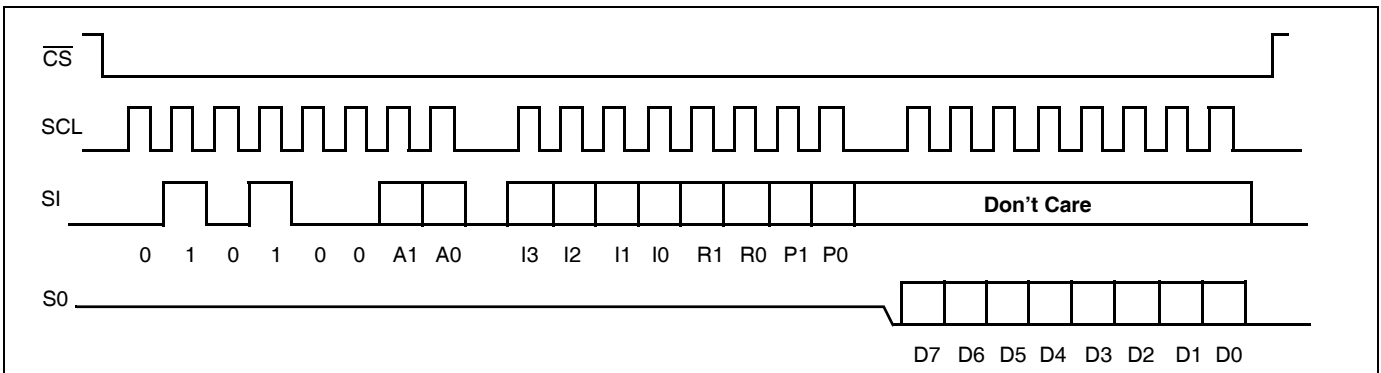 CS
SCL
SI
Don't Care
0 1 0 1 0 0 A1 A0 I3 I2 I1 I0 R1 R0 P1 P0
S0
D7 D6 D5 D4 D3 D2 D1 D0